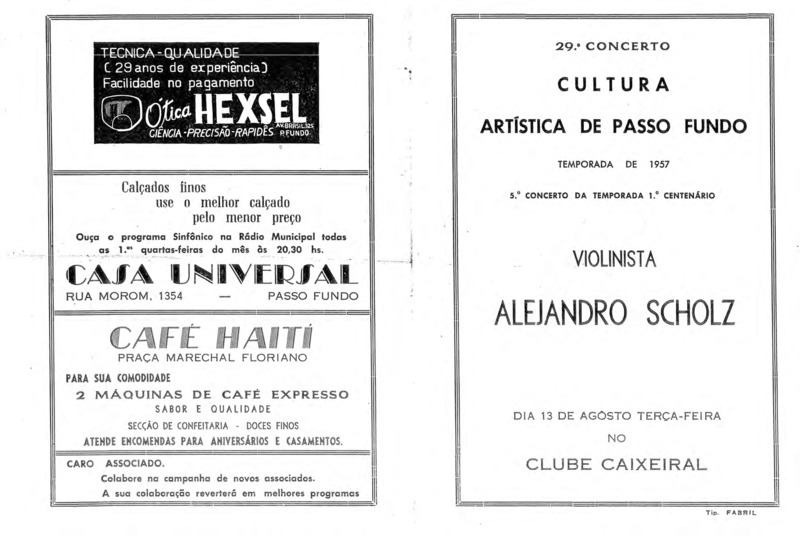 TECNICA-QUALIDADE
(29 anos de experiência)
Facilidade no pagamento
Ótica HEXSEL
CIÊNCIA-PRECISÃO-RAPIDÊS AV. BRASIL, 325 P. FUNDO
Calçados finos
use o melhor calçado
pelo menor preço
Ouça o programa Sinfônico na Rádio Municipal todas
as 1.as quartas-feiras do mês às 20,30 hs.
CASA UNIVERSAL
RUA MOROM, 1354 — PASSO FUNDO
CAFÉ HAITÍ
PRAÇA MARECHAL FLORIANO
PARA SUA COMODIDADE
2 MÁQUINAS DE CAFÉ EXPRESSO
SABOR E QUALIDADE
SECÇÃO DE CONFEITARIA - DOCES FINOS
ATENDE ENCOMENDAS PARA ANIVERSÁRIOS E CASAMENTOS.
CARO ASSOCIADO.
Colabore na campanha de novos associados.
A sua colaboração reverterá em melhores programas
29.º CONCERTO
CULTURA
ARTÍSTICA DE PASSO FUNDO
TEMPORADA DE 1957
5.º CONCERTO DA TEMPORADA 1.º CENTENÁRIO
VIOLINISTA
ALEJANDRO SCHOLZ
DIA 13 DE AGÔSTO TERÇA-FEIRA
NO
CLUBE CAIXEIRAL
Tip. FABRIL